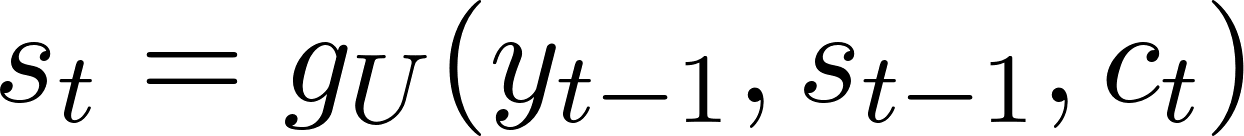 s_t = g_U(y_{t-1}, s_{t-1}, c_t)